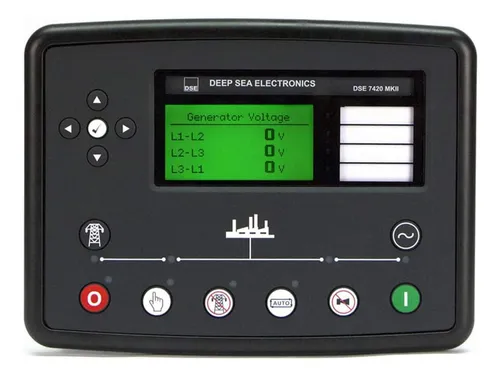 DSE
DEEP SEA ELECTRONICS
DSE 7420 MKII
Generator Voltage
L1-L2 0 V
L2-L3 0 V
L3-L1 0 V
O
AUTO
I